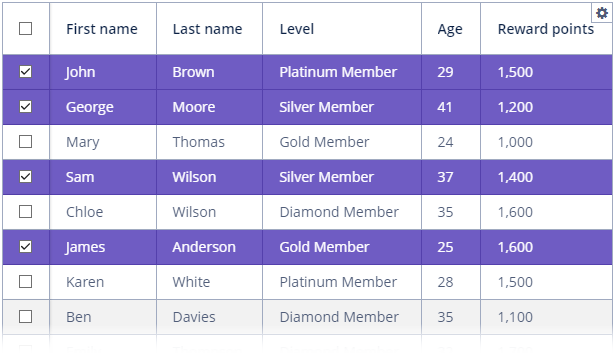 First name Last name Level Age Reward points
John Brown Platinum Member 29 1,500
George Moore Silver Member 41 1,200
Mary Thomas Gold Member 24 1,000
Sam Wilson Silver Member 37 1,400
Chloe Wilson Diamond Member 35 1,600
James Anderson Gold Member 25 1,600
Karen White Platinum Member 28 1,500
Ben Davies Diamond Member 35 1,100